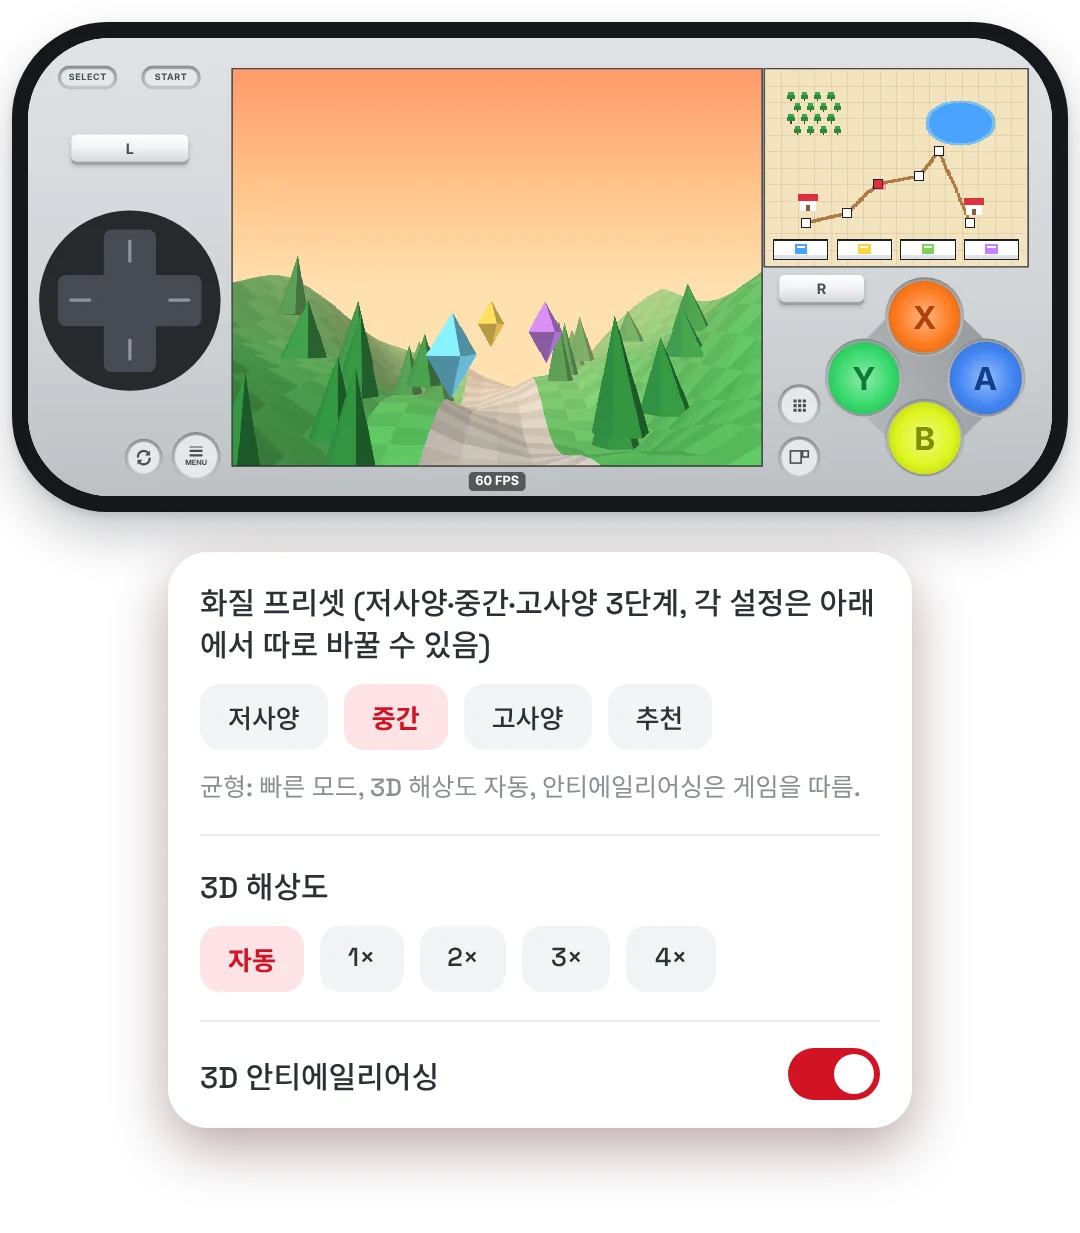 SELECT
START
L
R
X
Y
A
B
MENU
60 FPS
화질 프리셋 (저사양·중간·고사양 3단계, 각 설정은 아래
에서 따로 바꿀 수 있음)
저사양
중간
고사양
추천
균형: 빠른 모드, 3D 해상도 자동, 안티에일리어싱은 게임을 따름.
3D 해상도
자동
1×
2×
3×
4×
3D 안티에일리어싱